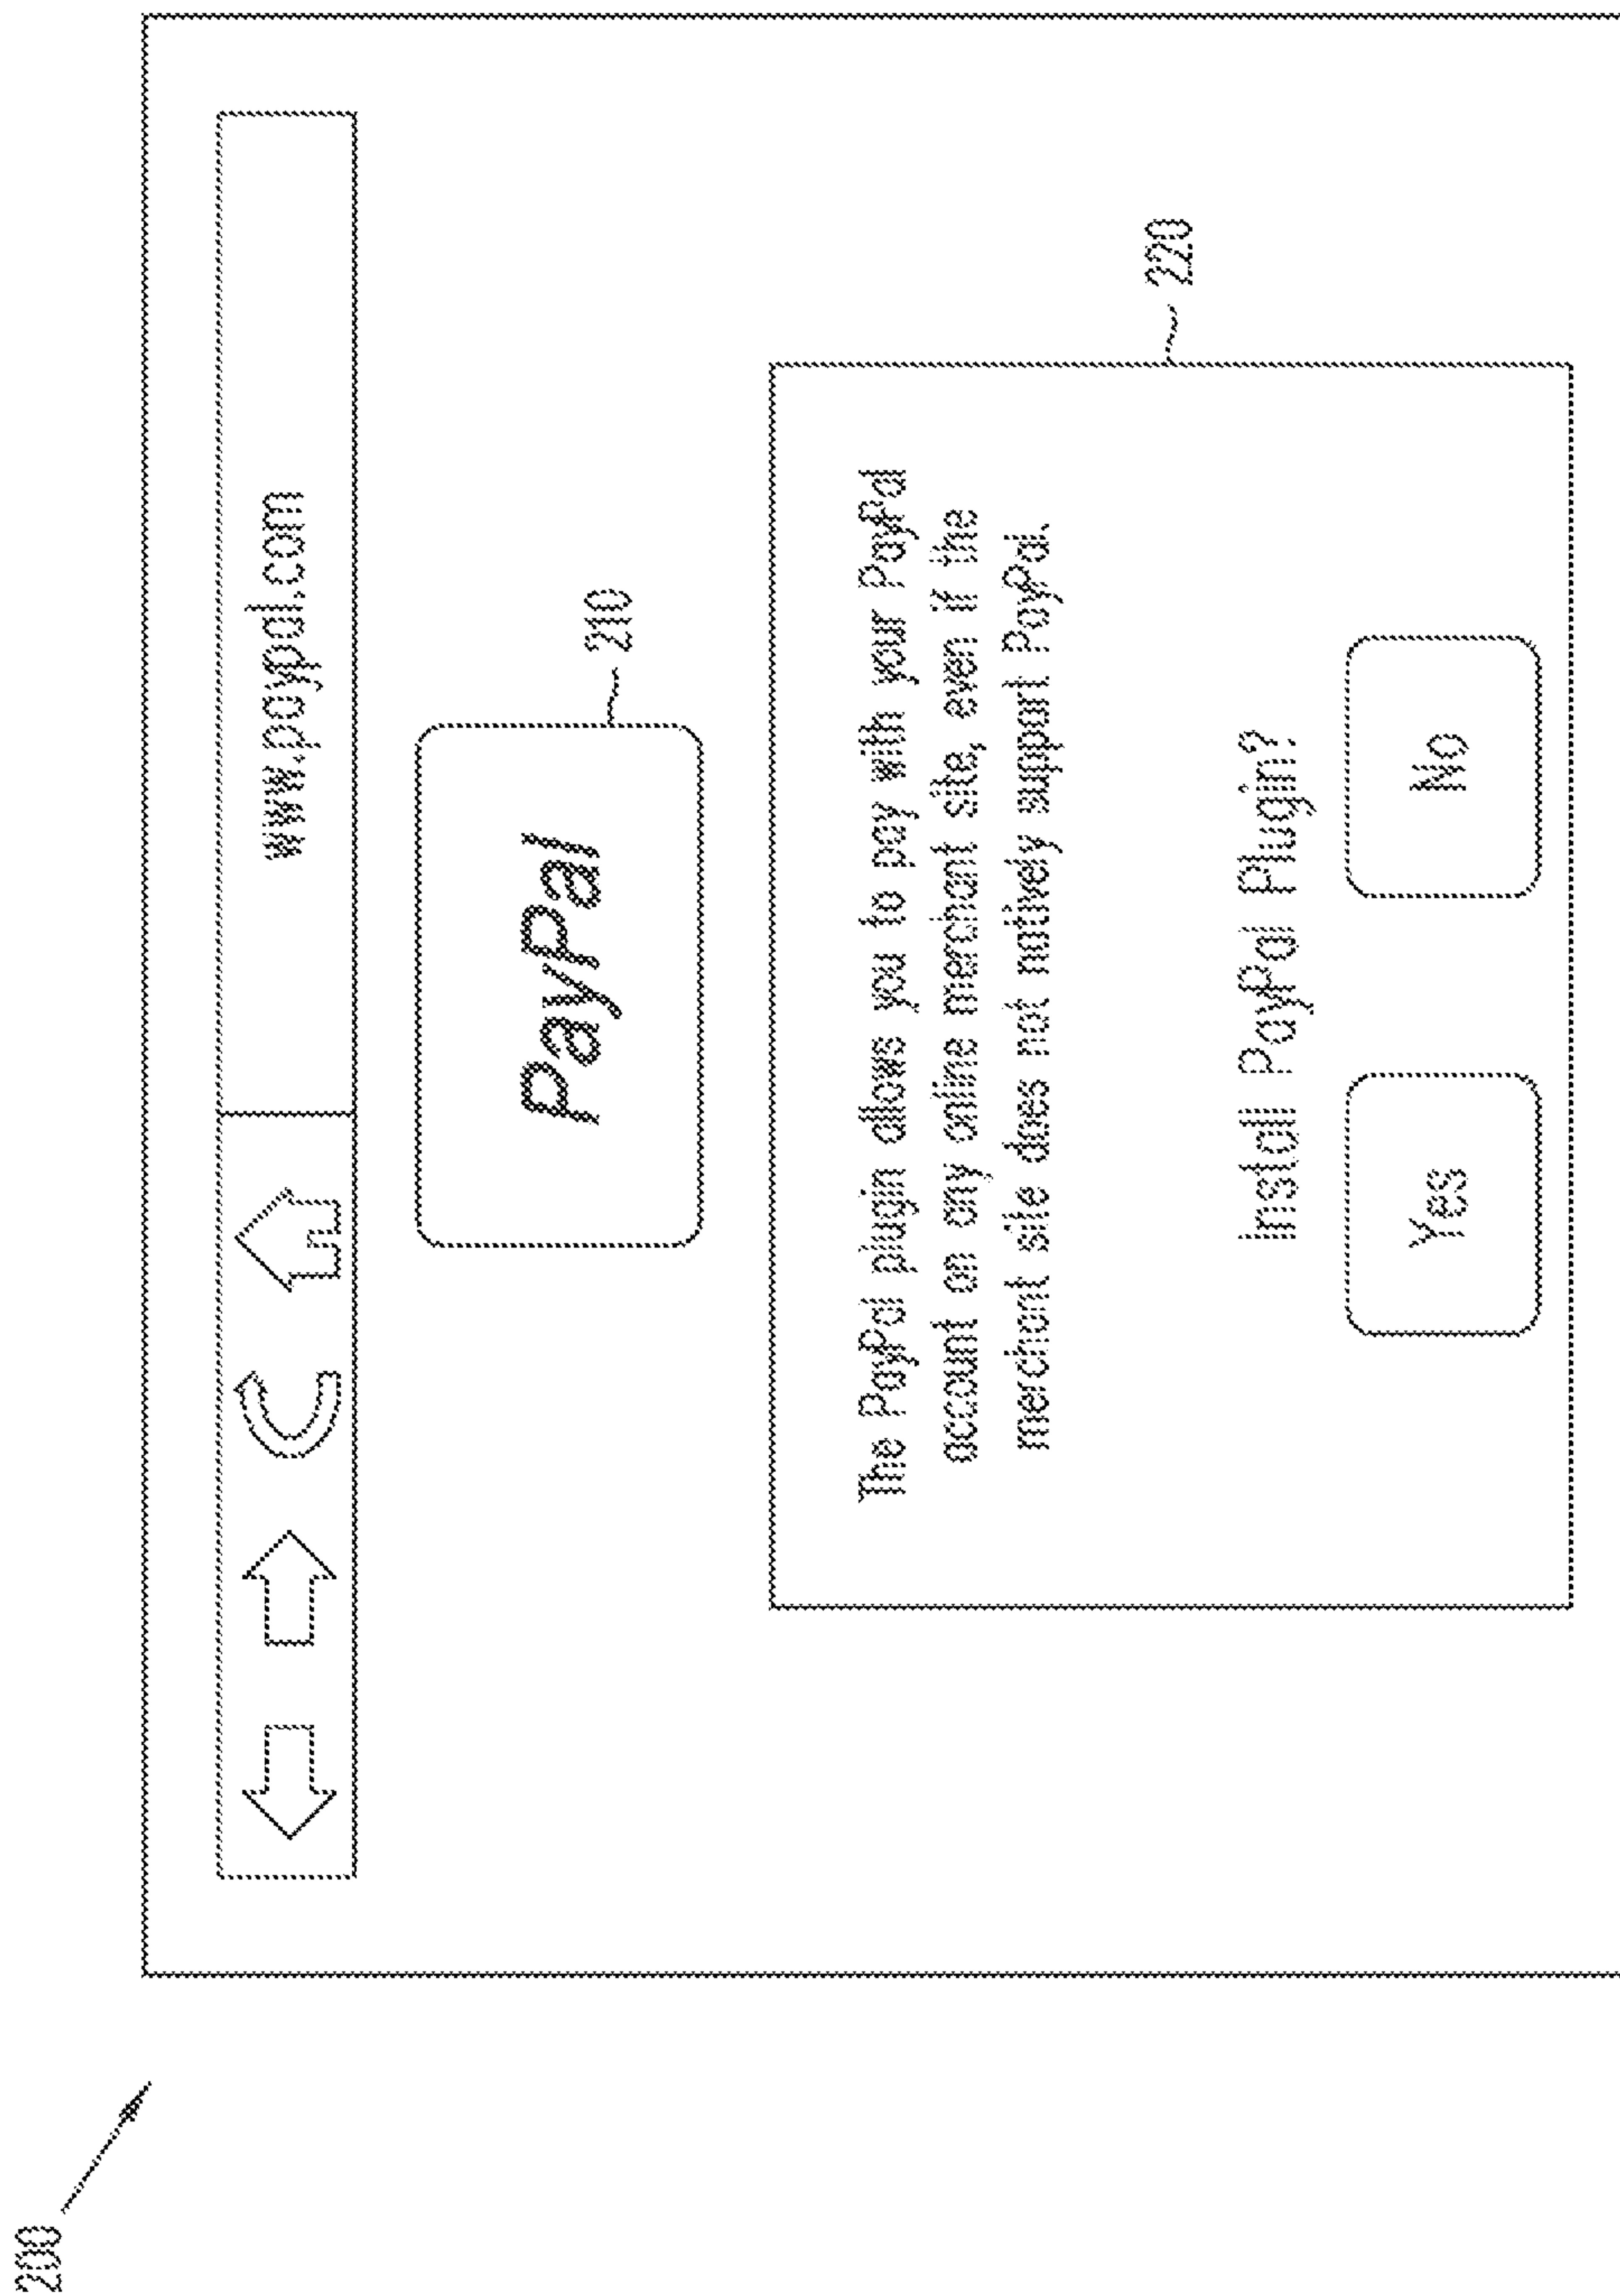 200
www.paypal.com
PayPal
210
The PayPal plugin allows you to pay with your PayPal
account on any online merchant site, even if the
merchant site does not natively support PayPal.
220
Install PayPal Plugin?
Yes
No